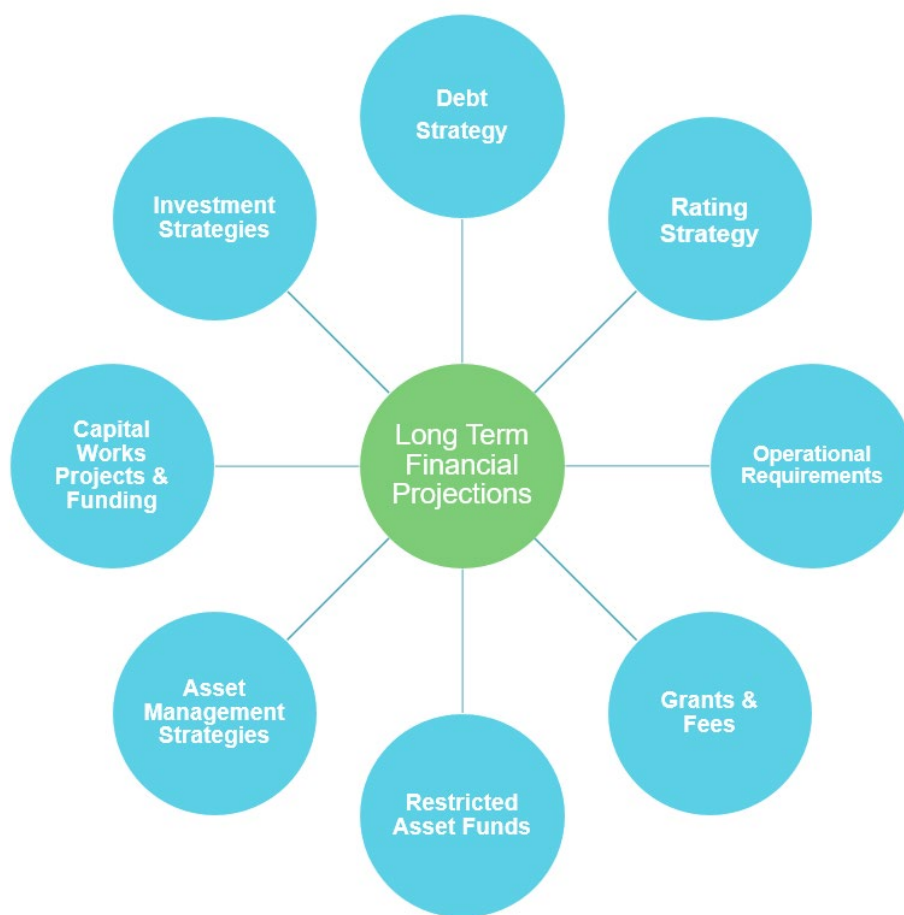 Debt
Strategy
Rating
Strategy
Operational
Requirements
Grants &
Fees
Restricted
Asset Funds
Asset
Management
Strategies
Capital
Works
Projects &
Funding
Investment
Strategies
Long Term
Financial
Projections